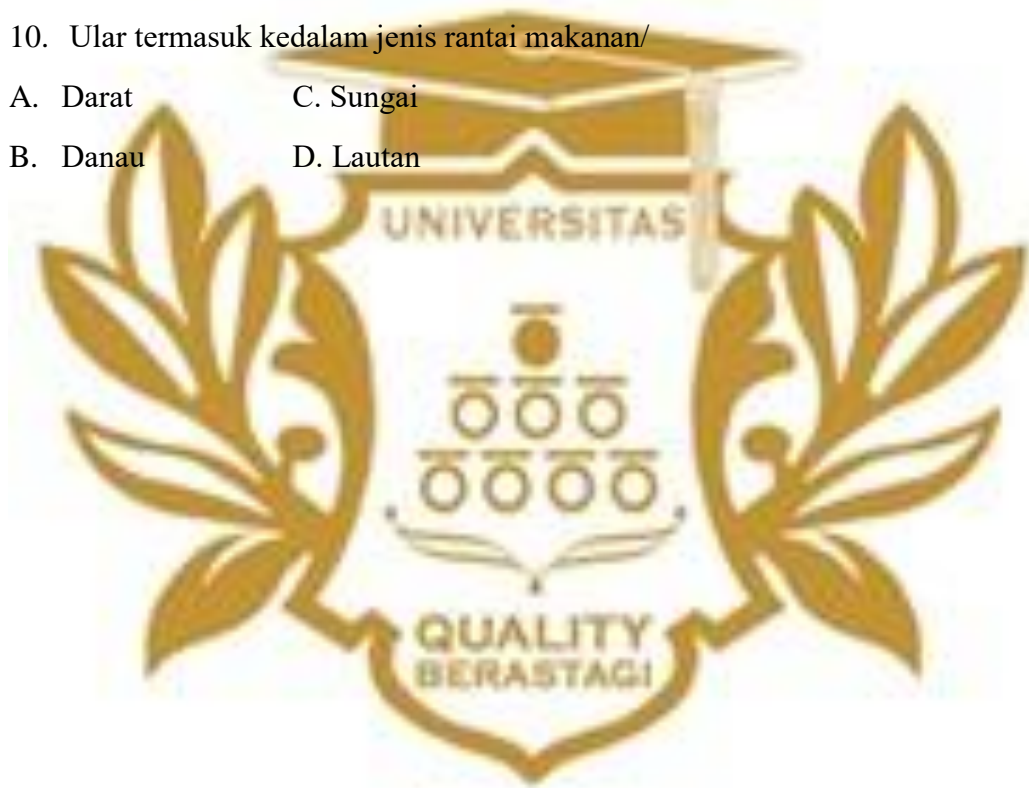 10. Ular termasuk kedalam jenis rantai makanan/
A. Darat C. Sungai
B. Danau D. Lautan
UNIVERSITAS
QUALITY
BERASTAGI